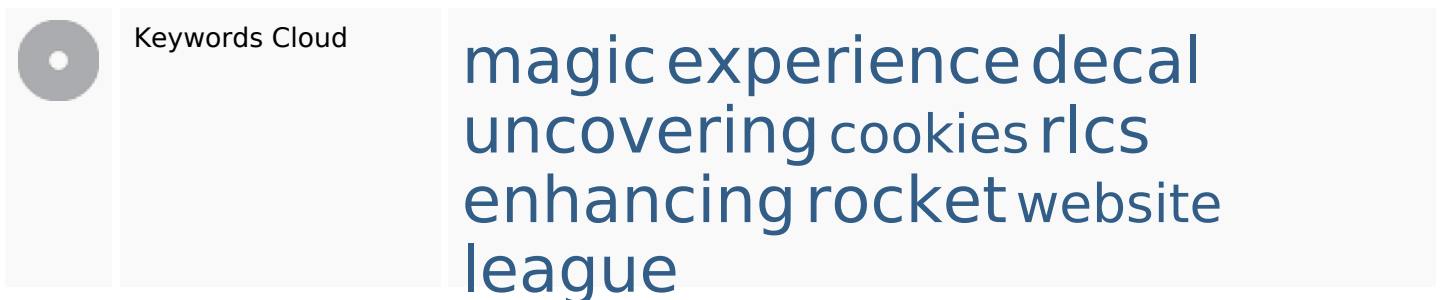 Keywords Cloud
magic experience decal
uncovering cookies rlcs
enhancing rocket website
league